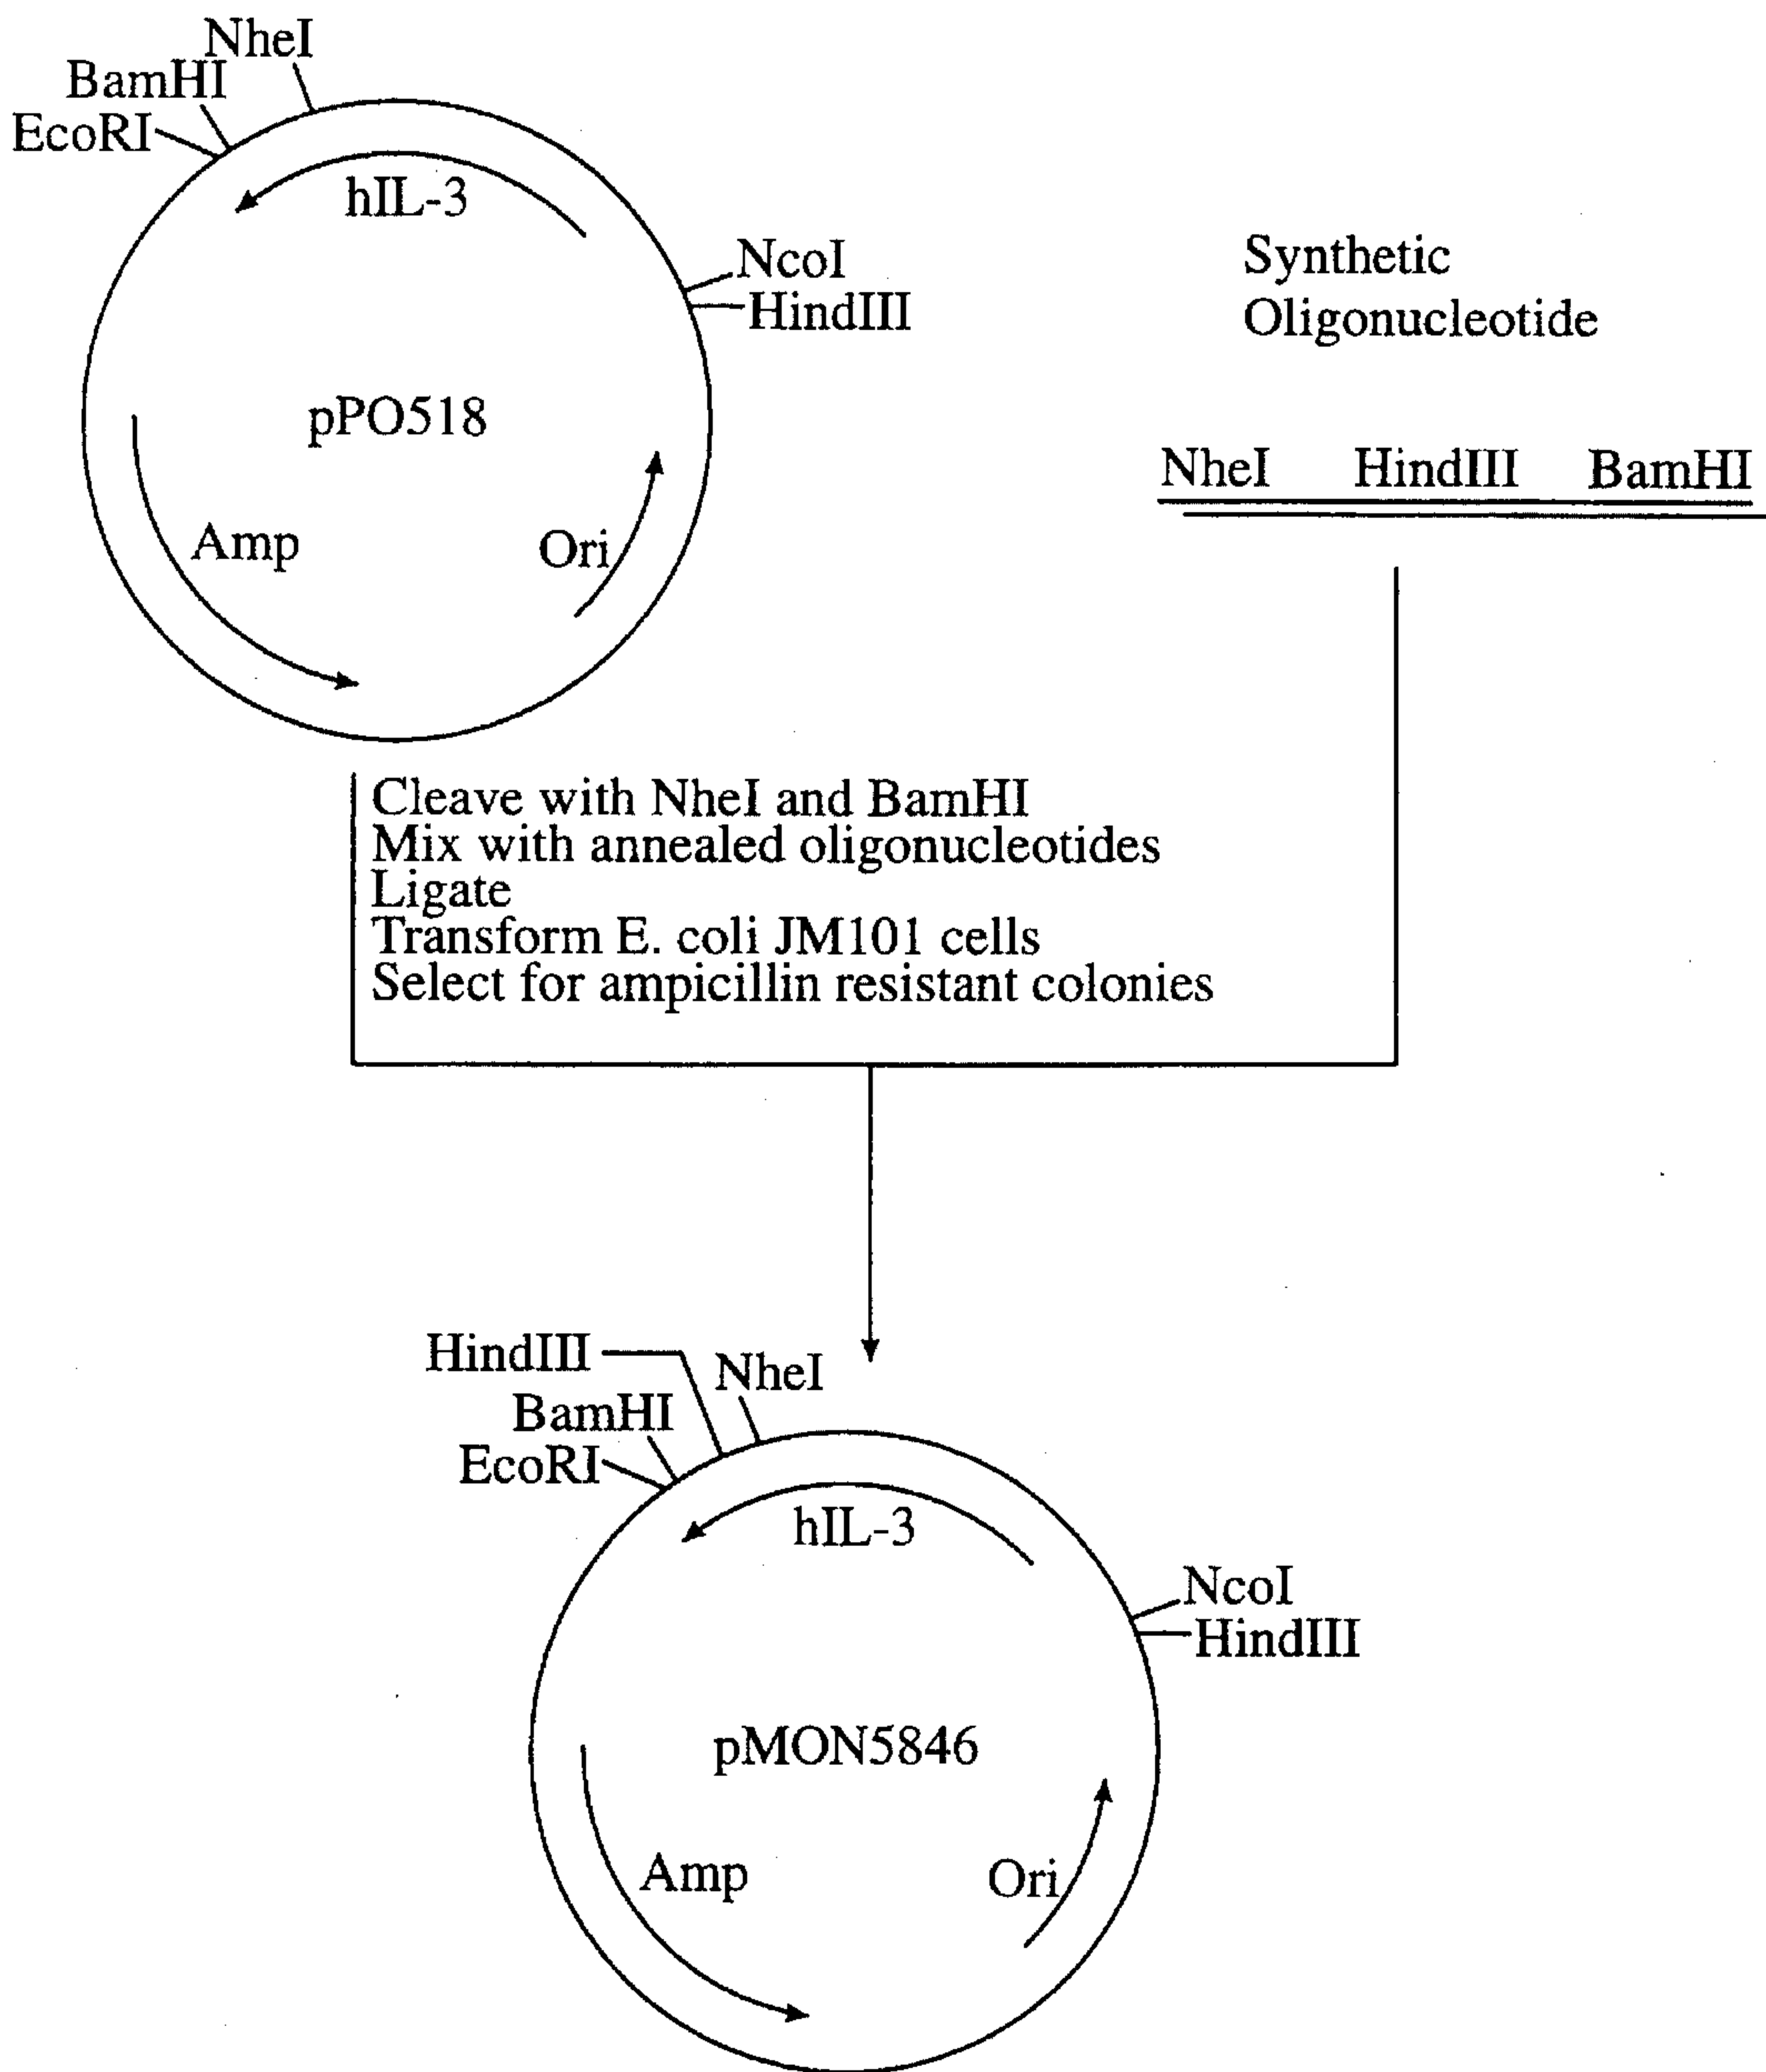 NheI
BamHI
EcoRI
hIL-3
NcoI
HindIII
pPO518
Amp
Ori
Synthetic
Oligonucleotide
NheI HindIII BamHI
Cleave with NheI and BamHI
Mix with annealed oligonucleotides
Ligate
Transform E. coli JM101 cells
Select for ampicillin resistant colonies
HindIII
NheI
BamHI
EcoRI
hIL-3
NcoI
HindIII
pMON5846
Amp
Ori